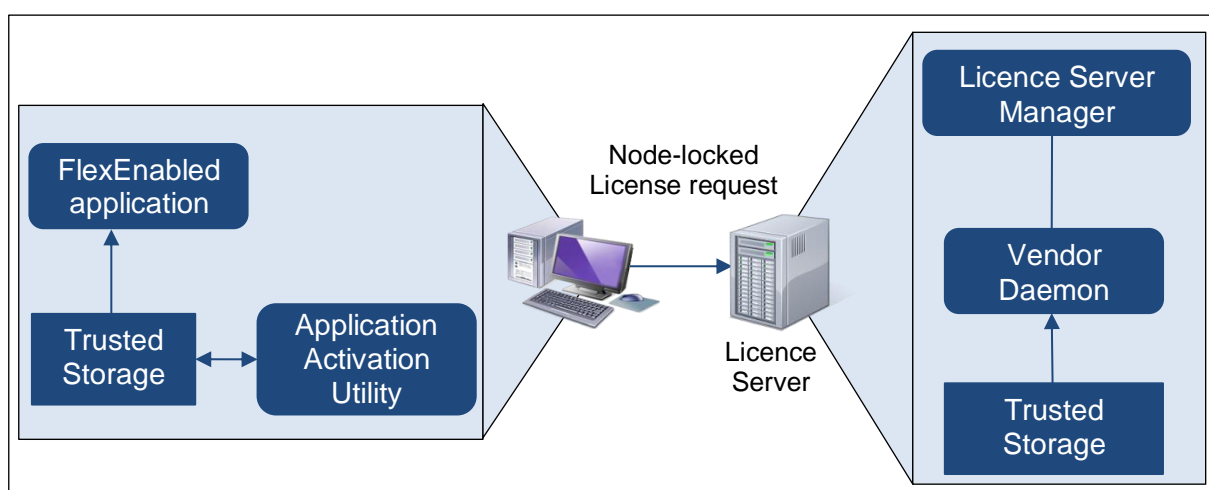 FlexEnabled
application
Trusted
Storage
Application
Activation
Utility
Node-locked
License request
Licence
Server
Licence Server
Manager
Vendor
Daemon
Trusted
Storage